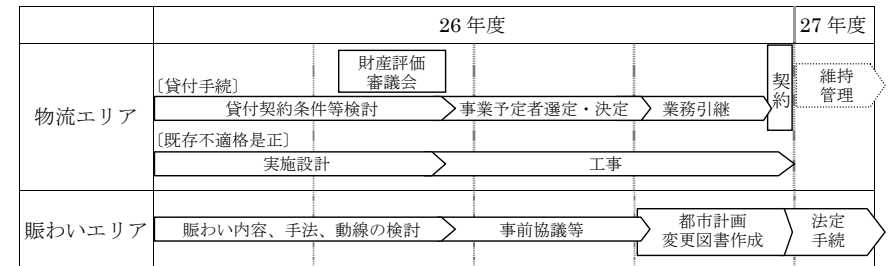 26 年度
27 年度
物流エリア
財産評価
審議会
〔貸付手続〕
貸付契約条件等検討
事業予定者選定・決定
業務引継
契約
維持
管理
〔既存不適格是正〕
実施設計
工事
賑わいエリア
賑わい内容、手法、動線の検討
事前協議等
都市計画
変更図書作成
法定
手続